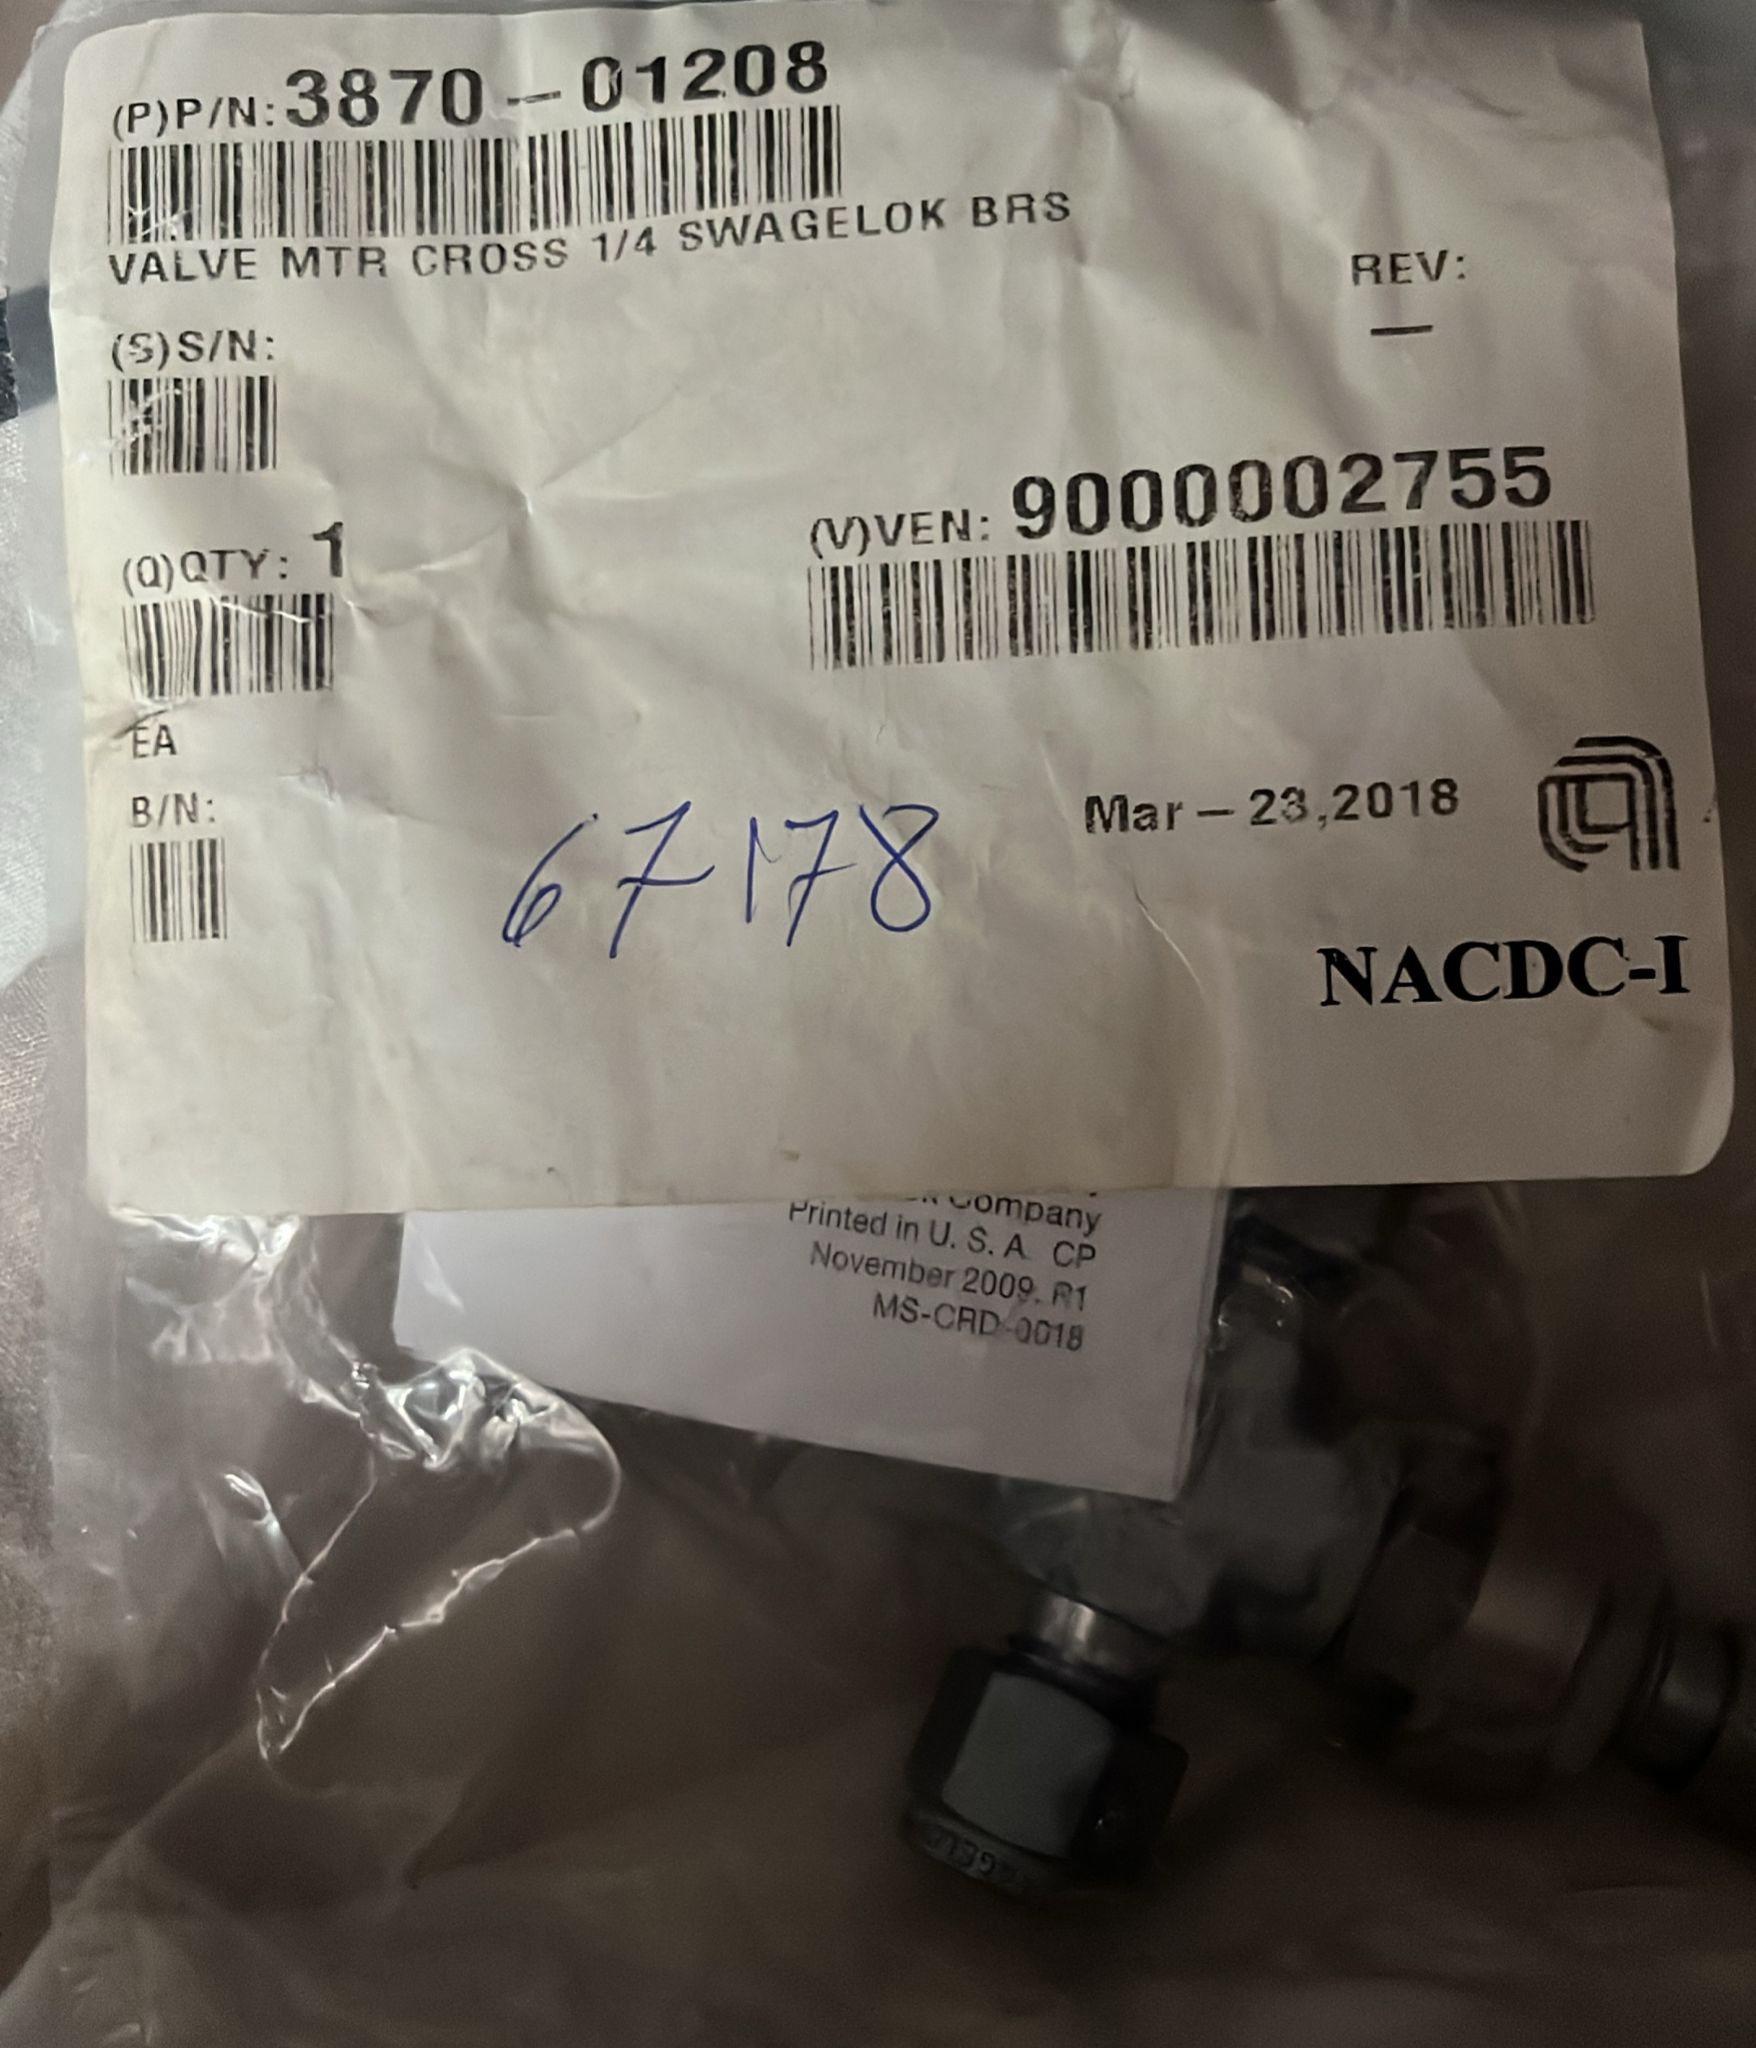 (P)P/N: 3870-01208
VALVE MTR CROSS 1/4 SWAGELOK BRS
REV:
—
(S)S/N:
(Q)QTY: 1
(V)VEN: 9000002755
EA
B/N:
67178
Mar-23,2018
NACDC-I
Company
Printed in U. S. A. CP
November 2009, R1
MS-CRD-0018